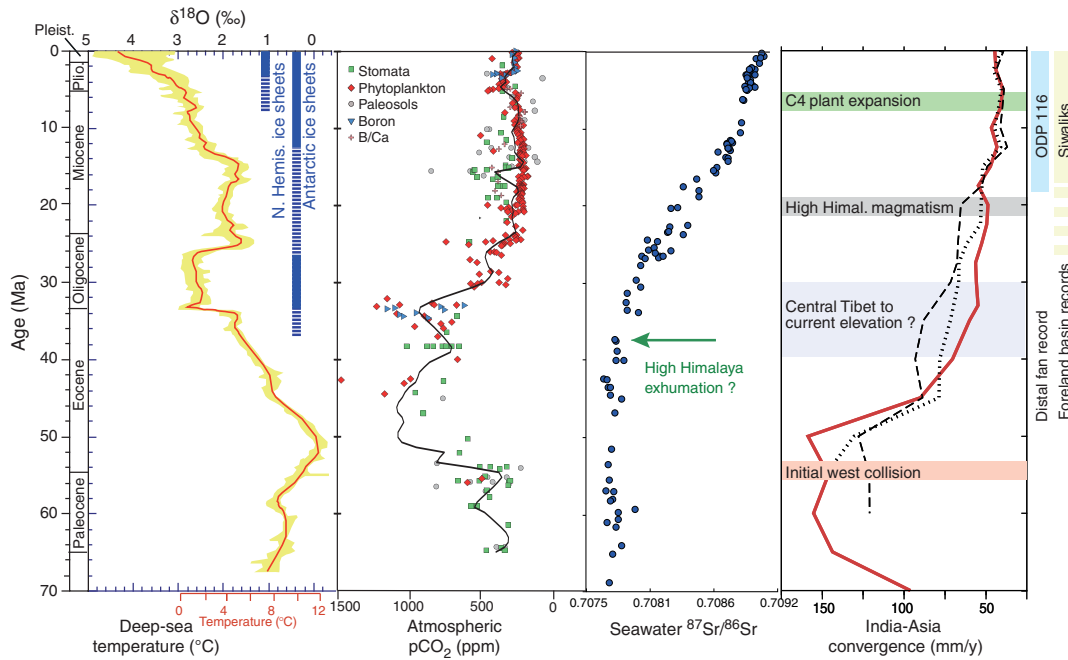 δ18O (‰)
Pleist.
5 4 3 2 1 0
N. Hemis. ice sheets
Antarctic ice sheets
Stomata
Phytoplankton
Paleosols
Boron
B/Ca
C4 plant expansion
High Himal. magmatism
Central Tibet to
current elevation ?
Initial west collision
High Himalaya
exhumation ?
ODP 116
Siwaliks
Distal fan record
Foreland basin records
Age (Ma)
0
10
20
30
40
50
60
70
Plio.
Miocene
Oligocene
Eocene
Paleocene
0 4 8 12
Temperature (°C)
Deep-sea
temperature (°C)
1500 1000 500 0
Atmospheric
pCO2 (ppm)
0.7075 0.7081 0.7086 0.7092
Seawater 87Sr/86Sr
150 100 50
India-Asia
convergence (mm/y)